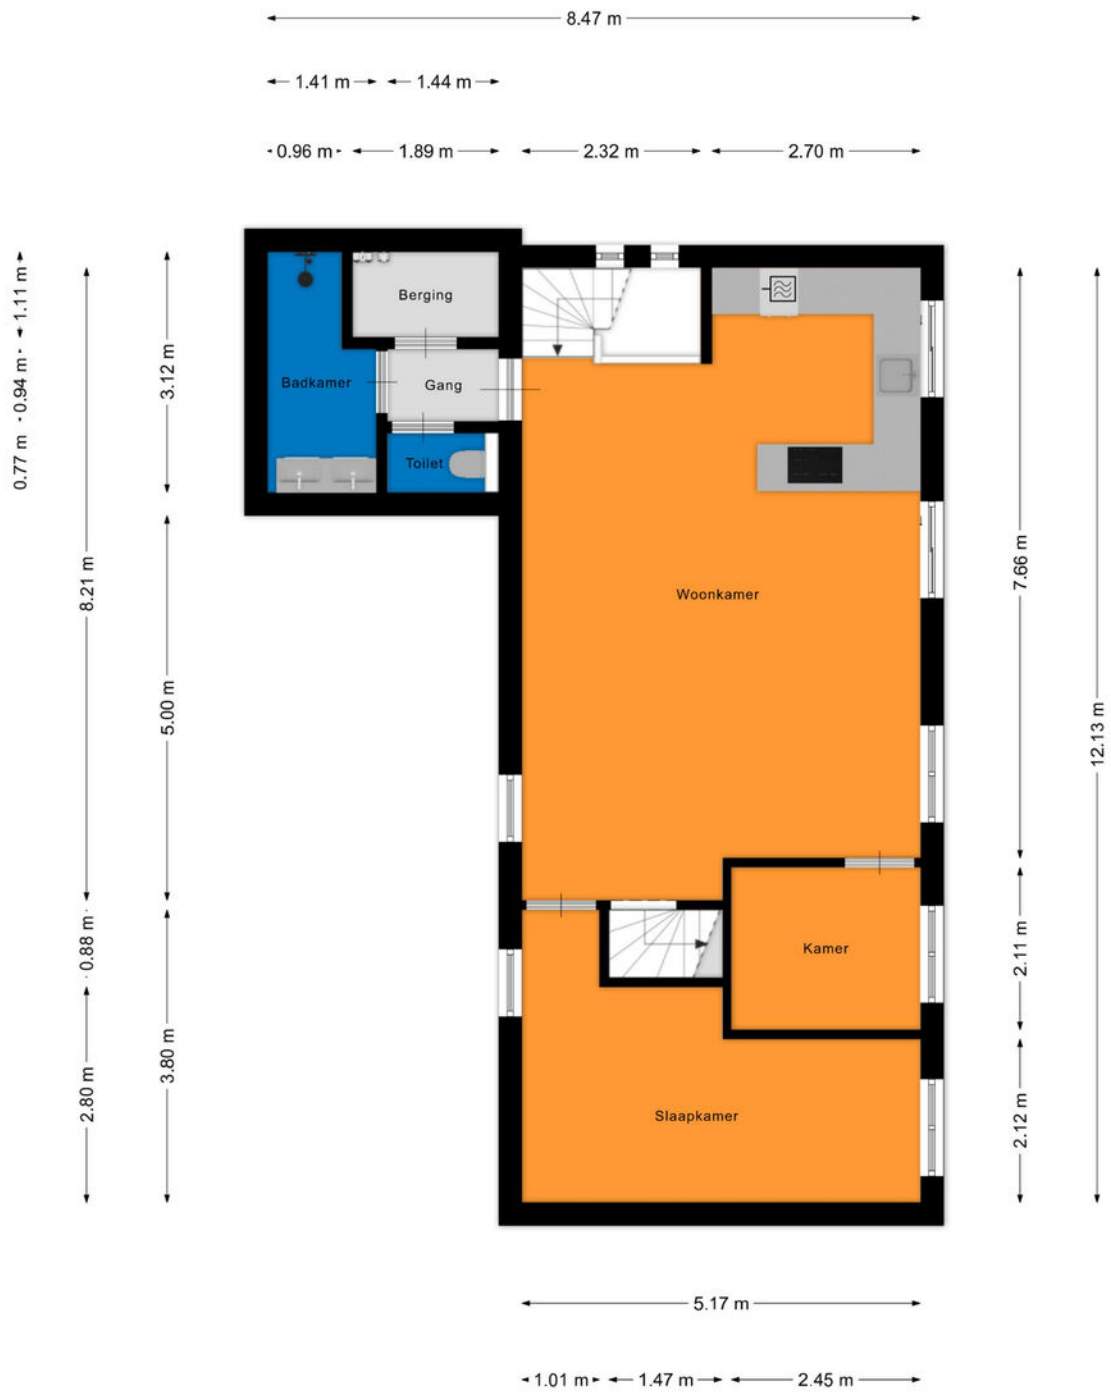 8.47 m
1.41 m
1.44 m
0.96 m
1.89 m
2.32 m
2.70 m
1.11 m
0.94 m
0.77 m
3.12 m
8.21 m
5.00 m
0.88 m
2.80 m
3.80 m
Berging
Badkamer
Gang
Toilet
Woonkamer
Kamer
Slaapkamer
7.66 m
12.13 m
2.11 m
2.12 m
5.17 m
1.01 m
1.47 m
2.45 m